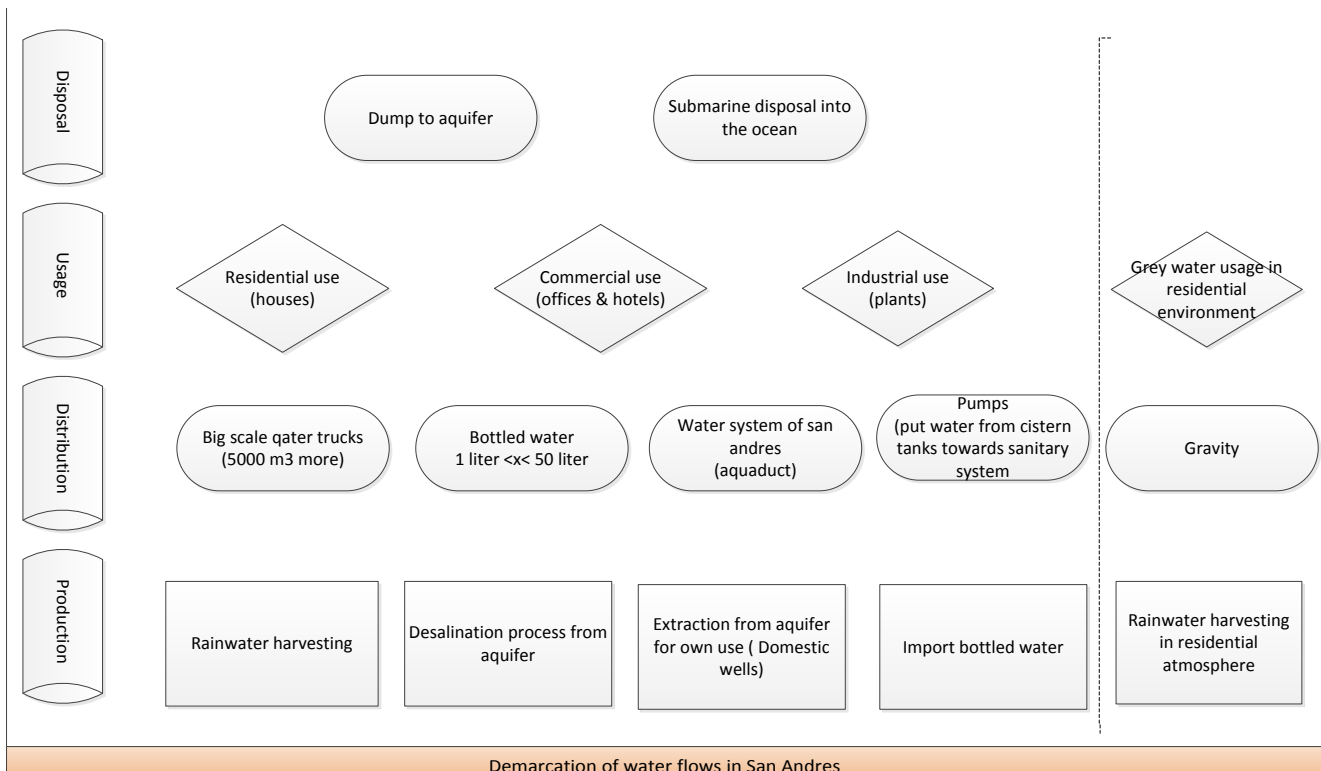 Disposal
Dump to aquifer
Submarine disposal into
the ocean
Usage
Residential use
(houses)
Commercial use
(offices & hotels)
Industrial use
(plants)
Grey water usage in
residential
environment
Distribution
Big scale qater trucks
(5000 m3 more)
Bottled water
1 liter <x< 50 liter
Water system of san
andres
(aquaduct)
Pumps
(put water from cistern
tanks towards sanitary
system
Gravity
Production
Rainwater harvesting
Desalination process from
aquifer
Extraction from aquifer
for own use ( Domestic
wells)
Import bottled water
Rainwater harvesting
in residential
atmosphere
Demarcation of water flows in San Andres